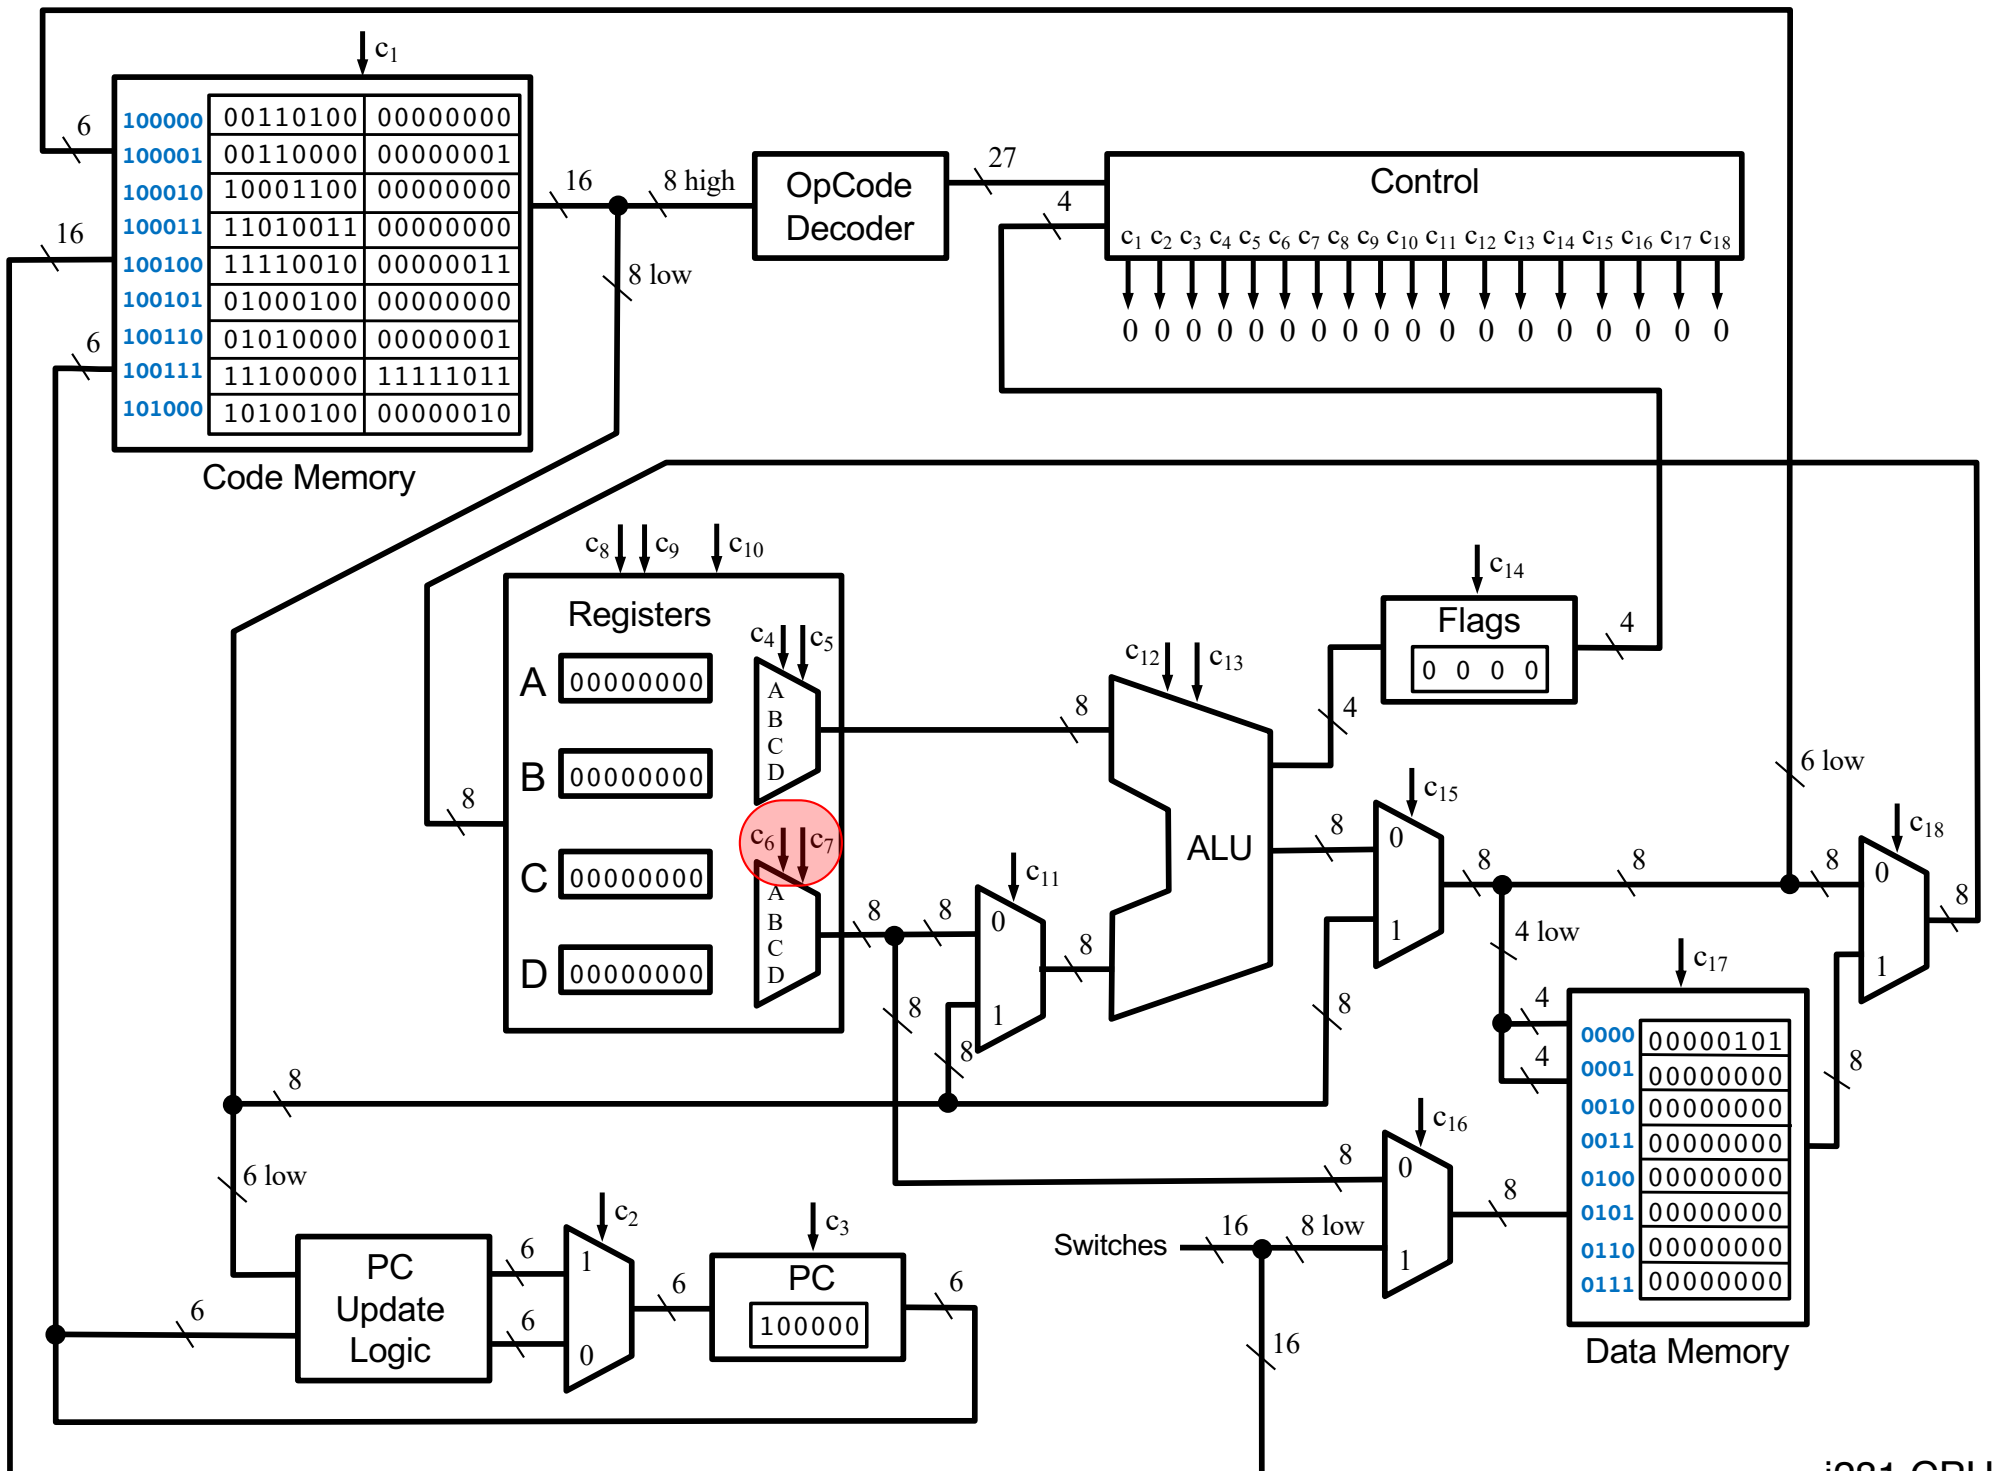 c1
6
100000 00110100 00000000
100001 00110000 00000001
100010 10001100 00000000
100011 11010011 00000000
100100 11110010 00000011
100101 01000100 00000000
100110 01010000 00000001
100111 11100000 11111011
101000 10100100 00000010
16
6
Code Memory
16
8 high
8 low
OpCode
Decoder
27
4
Control
c1 c2 c3 c4 c5 c6 c7 c8 c9 c10 c11 c12 c13 c14 c15 c16 c17 c18
0 0 0 0 0 0 0 0 0 0 0 0 0 0 0 0 0 0
c8 c9 c10
Registers
A 00000000
B 00000000
C 00000000
D 00000000
8
c4 c5
A
B
C
D
c6 c7
A
B
C
D
8
8
8
8
c11
0
1
8
8
c12 c13
ALU
c14
Flags
0 0 0 0
4
4
8
c15
0
1
8
8
8
8
6 low
c18
0
1
8
4 low
4
4
c17
0000 00000101
0001 00000000
0010 00000000
0011 00000000
0100 00000000
0101 00000000
0110 00000000
0111 00000000
Data Memory
8
8
6 low
6
PC
Update
Logic
6
6
c2
1
0
6
c3
PC
100000
6
Switches
16
8 low
16
8
c16
0
1
8